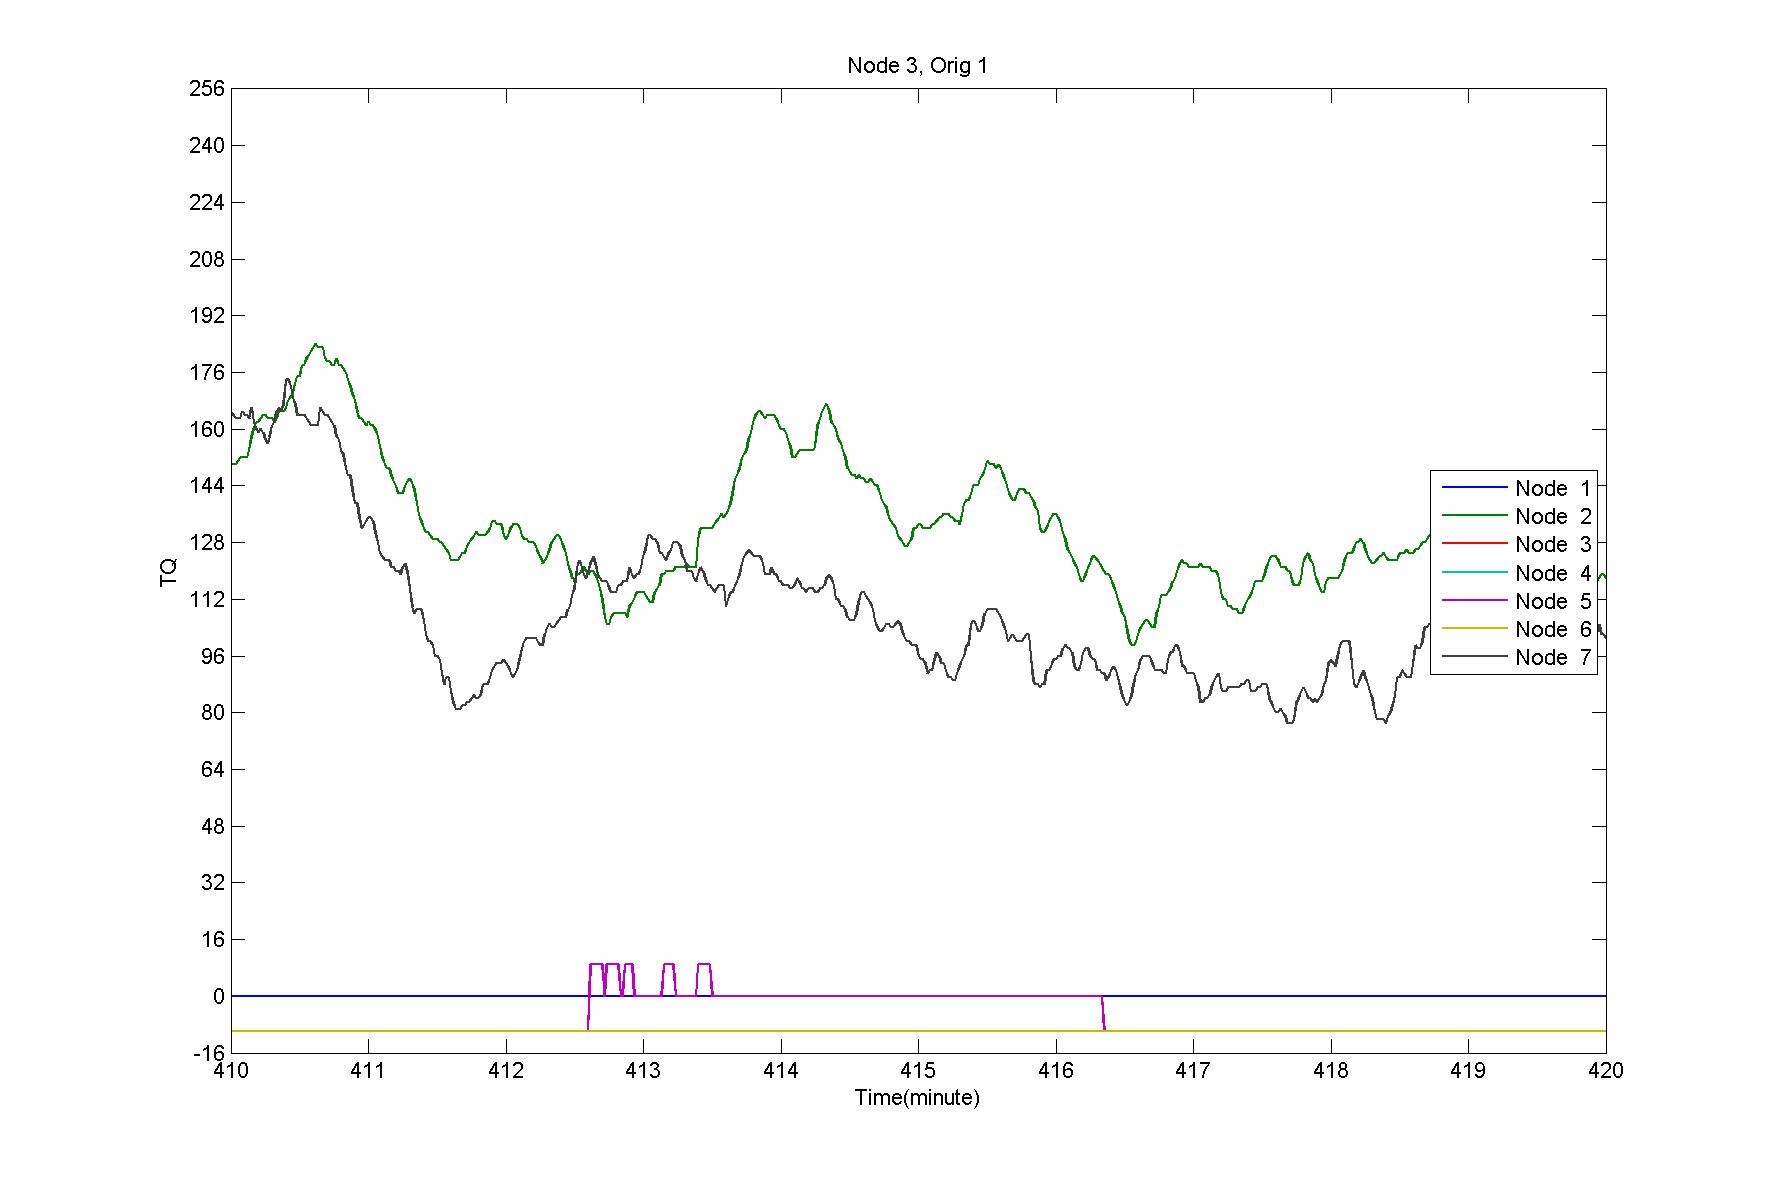 Node 3, Orig 1
256
240
224
208
192
176
160
144
128
112
96
80
64
48
32
16
0
-16
TQ
Node 1
Node 2
Node 3
Node 4
Node 5
Node 6
Node 7
410 411 412 413 414 415 416 417 418 419 420
Time(minute)